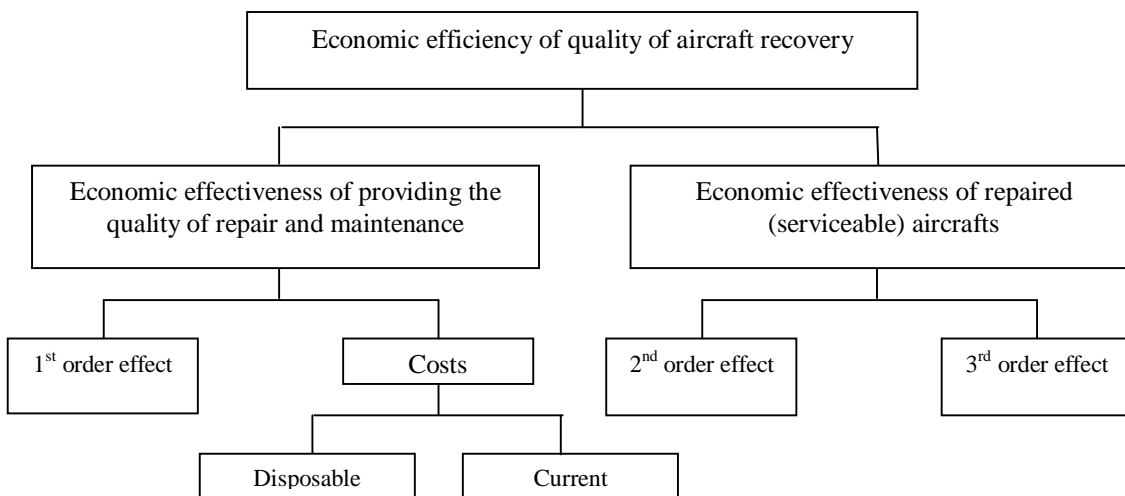 Economic efficiency of quality of aircraft recovery
Economic effectiveness of providing the
quality of repair and maintenance
Economic effectiveness of repaired
(serviceable) aircrafts
1st order effect
Costs
2nd order effect
3rd order effect
Disposable
Current